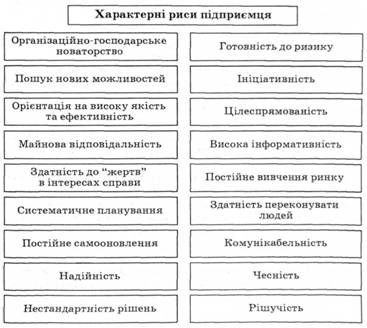 Характерні риси підприємця
Організаційно-господарське
новаторство
Пошук нових можливостей
Орієнтація на високу якість
та ефективність
Майнова відповідальність
Здатність до “жертв”
в інтересах справи
Систематичне планування
Постійне самооновлення
Надійність
Нестандартність рішень
Готовність до ризику
Ініціативність
Цілеспрямованість
Висока інформативність
Постійне вивчення ринку
Здатність переконувати
людей
Комунікабельність
Чесність
Рішучість